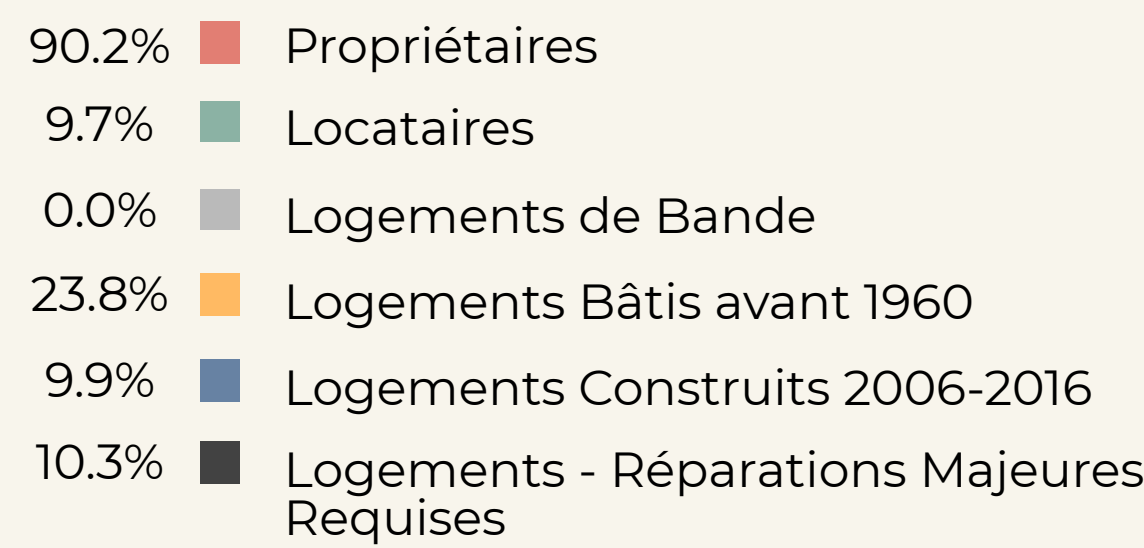 90.2% Propriétaires
9.7% Locataires
0.0% Logements de Bande
23.8% Logements Bâtis avant 1960
9.9% Logements Construits 2006-2016
10.3% Logements - Réparations Majeures
Requises